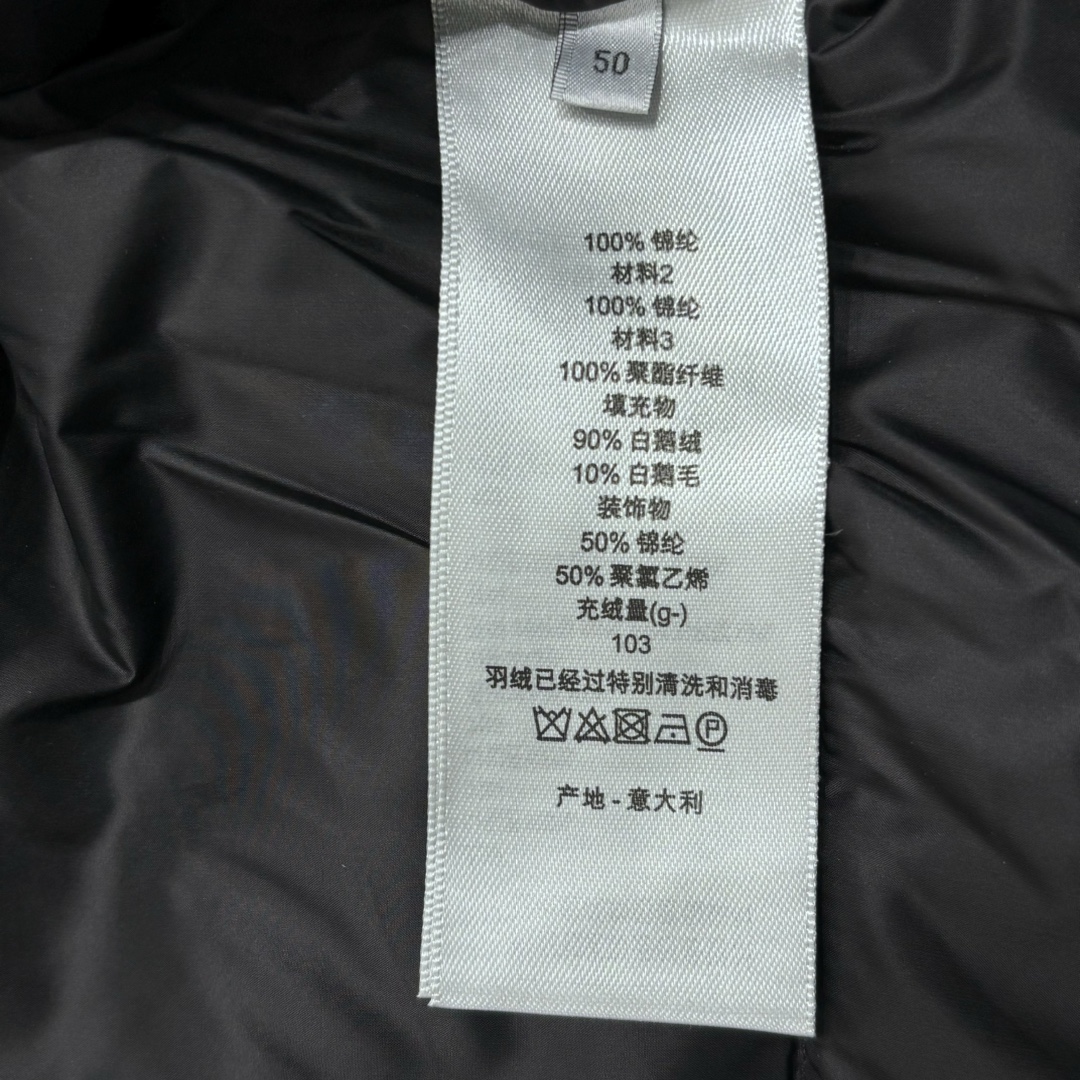 50
100% 锦纶
材料2
100% 锦纶
材料3
100% 聚酯纤维
填充物
90% 白鹅绒
10% 白鹅毛
装饰物
50% 锦纶
50% 聚氯乙烯
充绒量(g-)
103
羽绒已经过特别清洗和消毒
P
产地 - 意大利